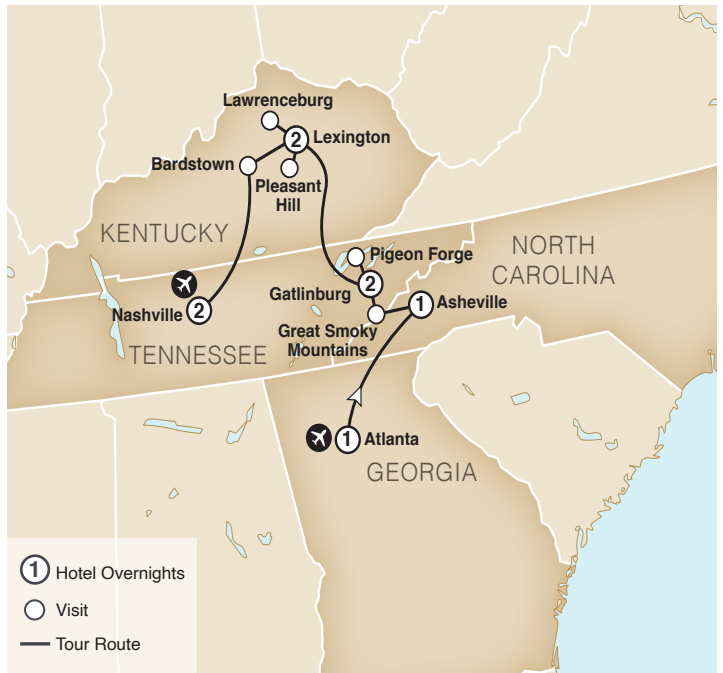 Lawrenceburg
2
Lexington
Bardstown
Pleasant
Hill
KENTUCKY
NORTH
CAROLINA
Pigeon Forge
Gatlinburg
2
1
Asheville
Nashville
2
Great Smoky
Mountains
TENNESSEE
1
Atlanta
GEORGIA
1
Hotel Overnights
Visit
Tour Route